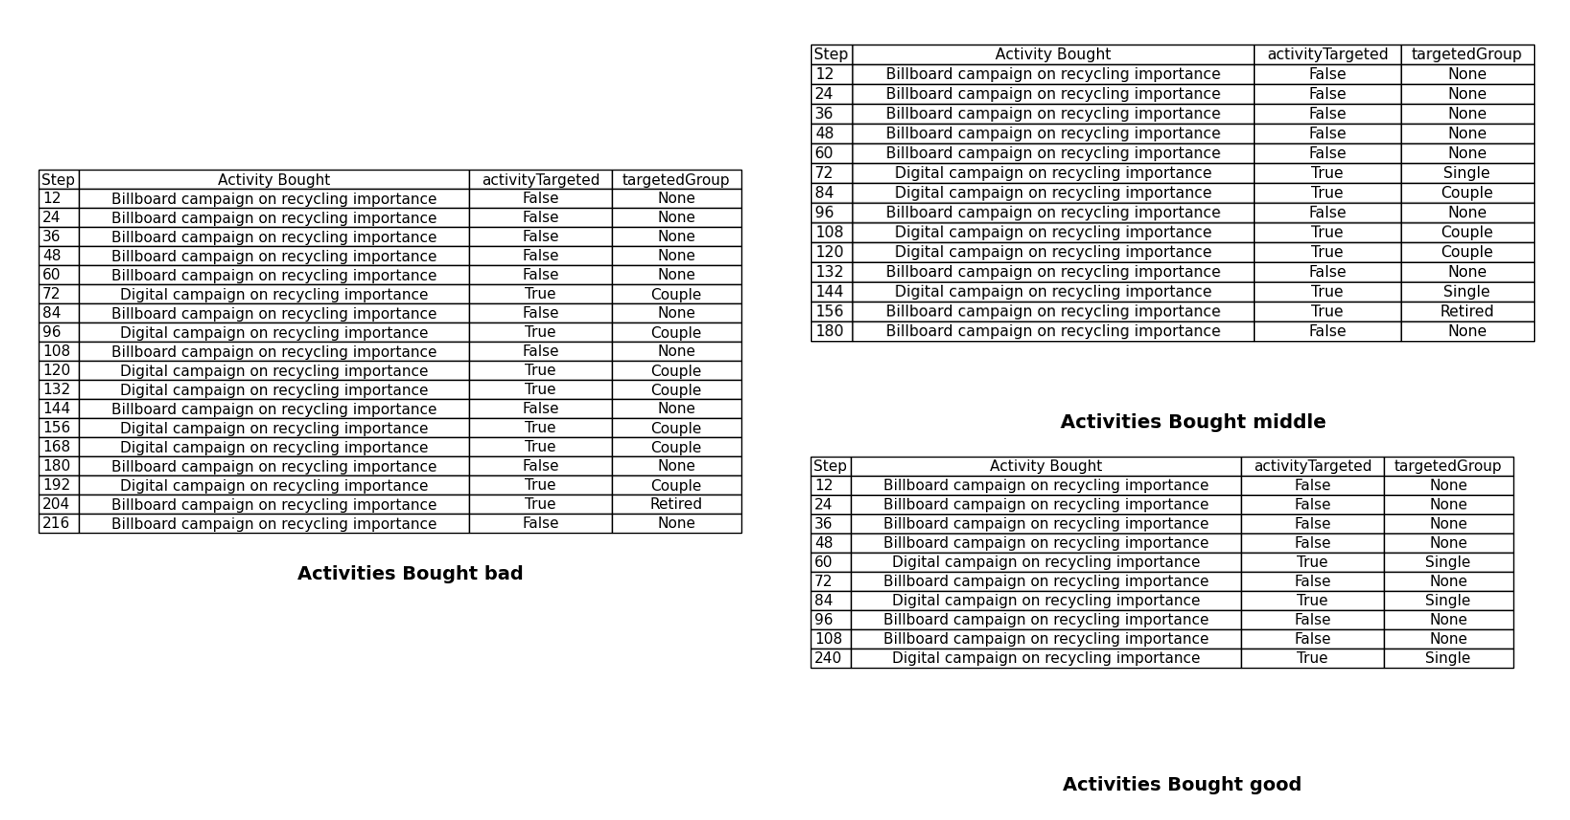 Step Activity Bought activityTargeted targetedGroup
12 Billboard campaign on recycling importance False None
24 Billboard campaign on recycling importance False None
36 Billboard campaign on recycling importance False None
48 Billboard campaign on recycling importance False None
60 Billboard campaign on recycling importance False None
72 Digital campaign on recycling importance True Couple
84 Billboard campaign on recycling importance False None
96 Digital campaign on recycling importance True Couple
108 Billboard campaign on recycling importance False None
120 Digital campaign on recycling importance True Couple
132 Digital campaign on recycling importance True Couple
144 Billboard campaign on recycling importance False None
156 Digital campaign on recycling importance True Couple
168 Digital campaign on recycling importance True Couple
180 Billboard campaign on recycling importance False None
192 Digital campaign on recycling importance True Couple
204 Billboard campaign on recycling importance True Retired
216 Billboard campaign on recycling importance False None
Activities Bought bad
Step Activity Bought activityTargeted targetedGroup
12 Billboard campaign on recycling importance False None
24 Billboard campaign on recycling importance False None
36 Billboard campaign on recycling importance False None
48 Billboard campaign on recycling importance False None
60 Billboard campaign on recycling importance False None
72 Digital campaign on recycling importance True Single
84 Digital campaign on recycling importance True Couple
96 Billboard campaign on recycling importance False None
108 Digital campaign on recycling importance True Couple
120 Digital campaign on recycling importance True Couple
132 Billboard campaign on recycling importance False None
144 Digital campaign on recycling importance True Single
156 Billboard campaign on recycling importance True Retired
180 Billboard campaign on recycling importance False None
Activities Bought middle
Step Activity Bought activityTargeted targetedGroup
12 Billboard campaign on recycling importance False None
24 Billboard campaign on recycling importance False None
36 Billboard campaign on recycling importance False None
48 Billboard campaign on recycling importance False None
60 Digital campaign on recycling importance True Single
72 Billboard campaign on recycling importance False None
84 Digital campaign on recycling importance True Single
96 Billboard campaign on recycling importance False None
108 Billboard campaign on recycling importance False None
240 Digital campaign on recycling importance True Single
Activities Bought good